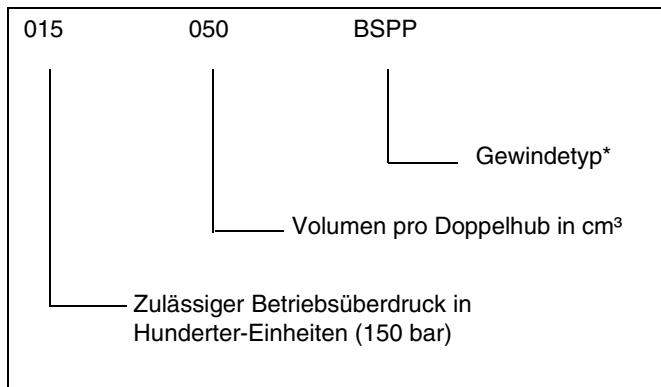 015 050 BSPP
Gewindetyp*
Volumen pro Doppelhub in cm³
Zulässiger Betriebsüberdruck in
Hunderter-Einheiten (150 bar)